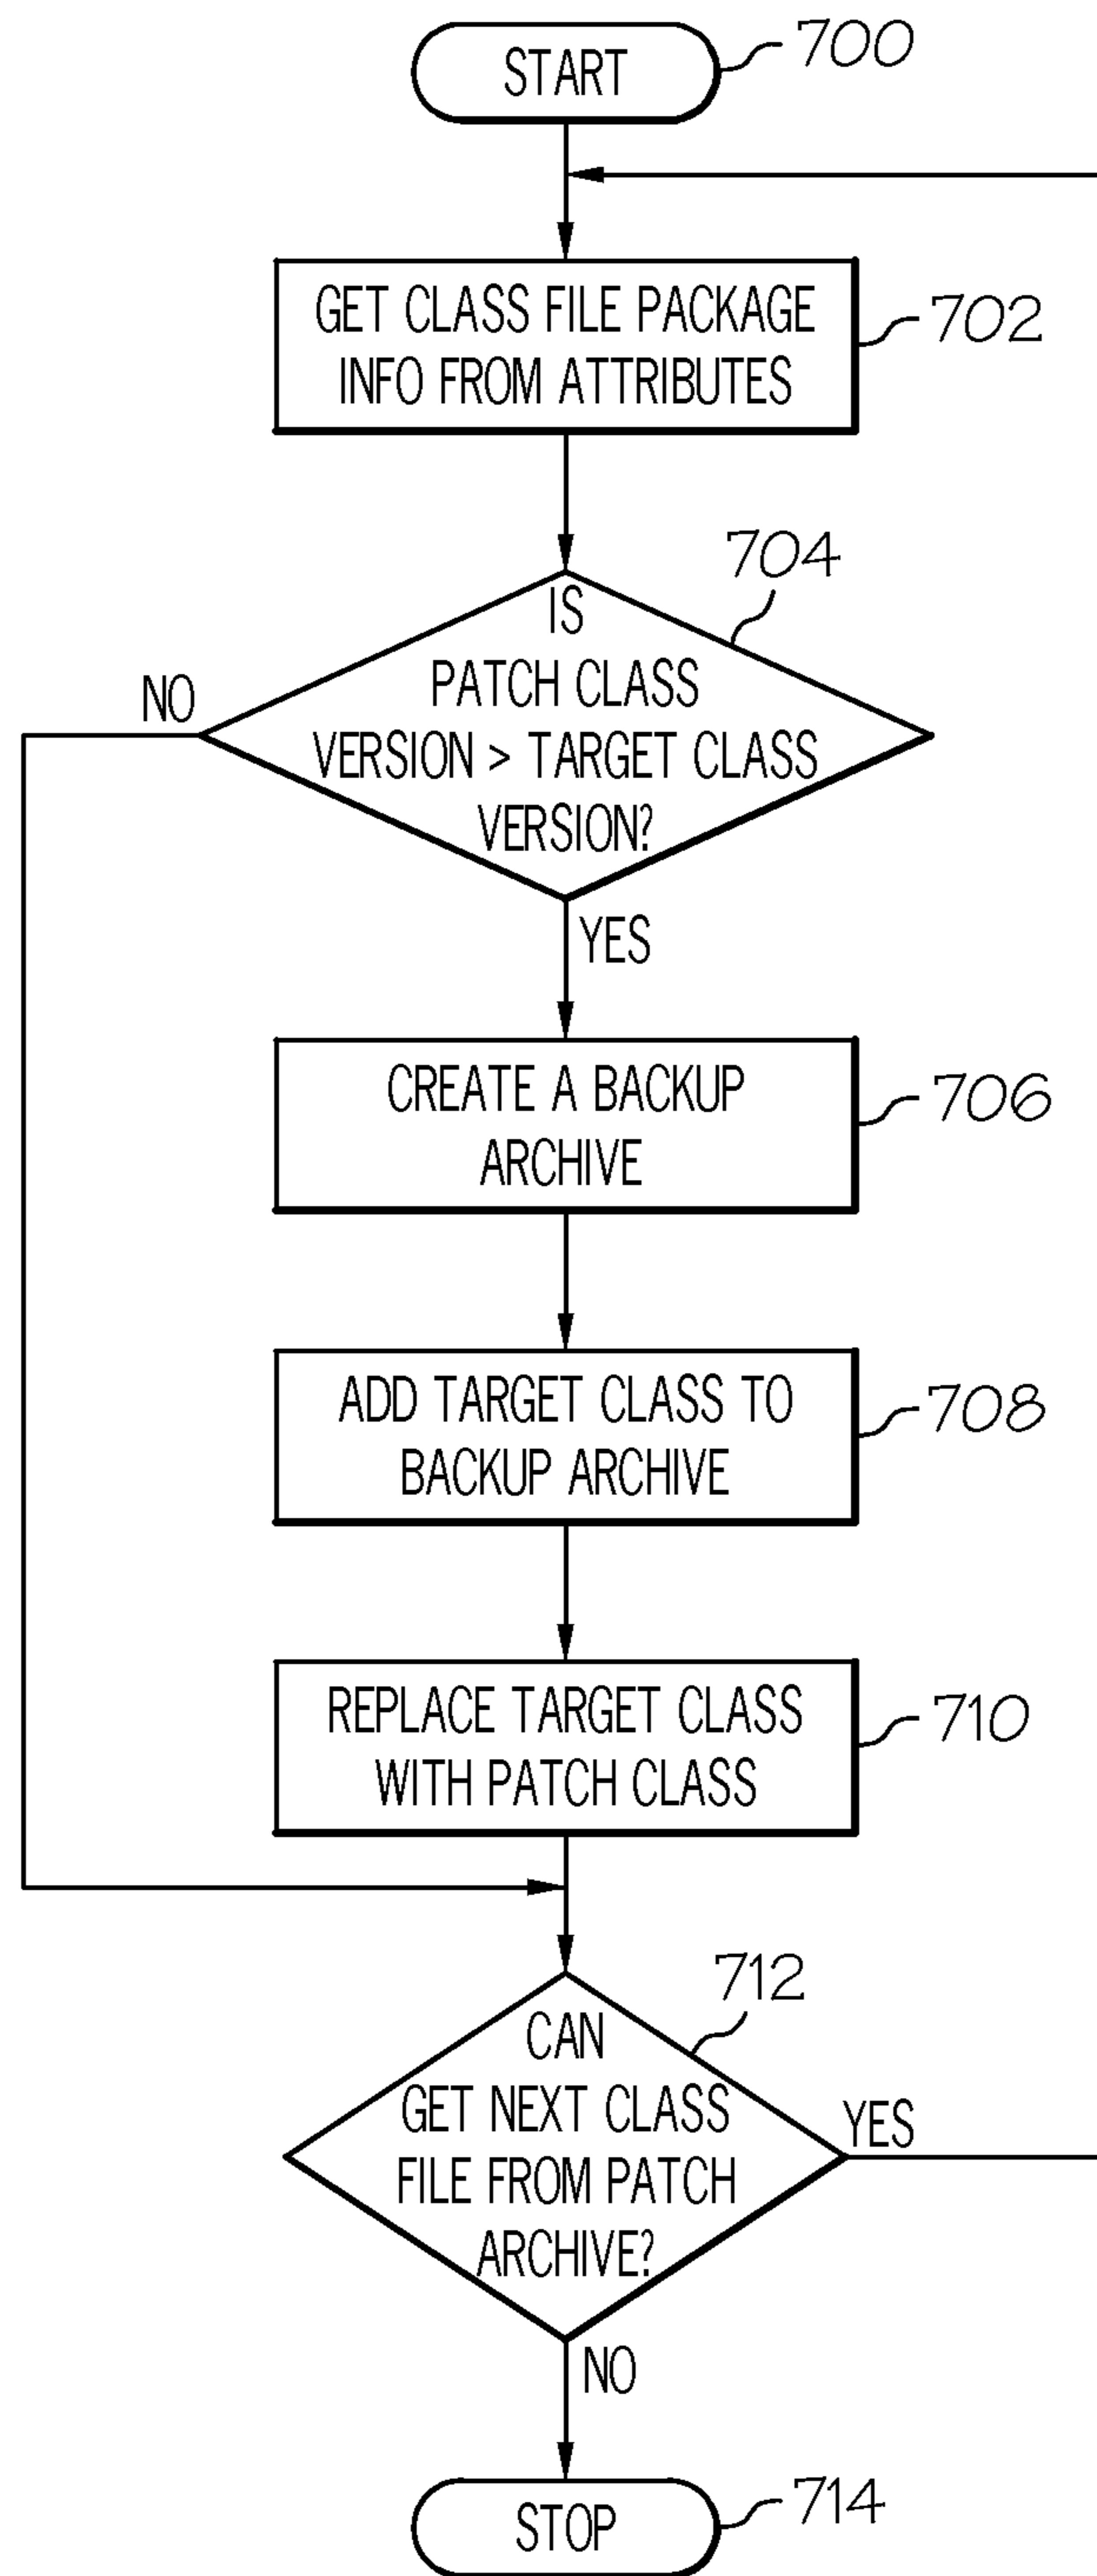 START
700
GET CLASS FILE PACKAGE
INFO FROM ATTRIBUTES
702
704
IS
PATCH CLASS
VERSION > TARGET CLASS
VERSION?
NO
YES
CREATE A BACKUP
ARCHIVE
706
ADD TARGET CLASS TO
BACKUP ARCHIVE
708
REPLACE TARGET CLASS
WITH PATCH CLASS
710
712
CAN
GET NEXT CLASS
FILE FROM PATCH
ARCHIVE?
YES
NO
STOP
714